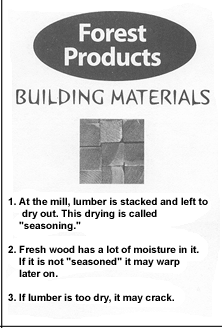 Forest
Products
BUILDING MATERIALS
1. At the mill, lumber is stacked and left to
dry out. This drying is called
"seasoning."
2. Fresh wood has a lot of moisture in it.
If it is not "seasoned" it may warp
later on.
3. If lumber is too dry, it may crack.